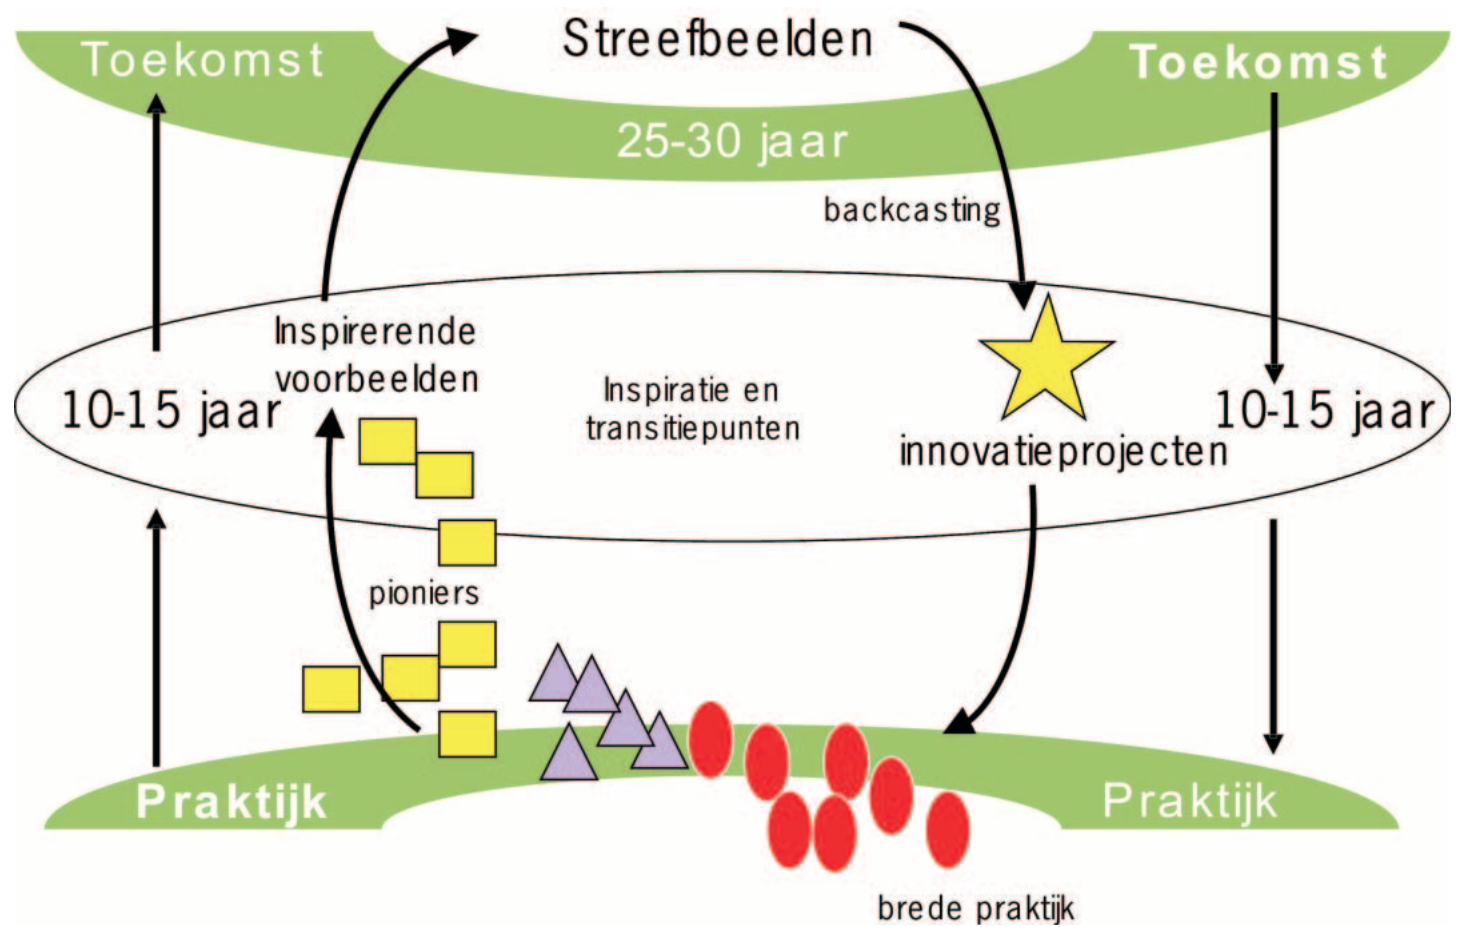 Streefbeelden
Toekomst
Toekomst
25-30 jaar
backcasting
Inspirerende
voorbeelden
10-15 jaar
Inspiratie en
transitiepunten
innovatieprojecten
10-15 jaar
pioniers
Praktijk
Praktijk
brede praktijk